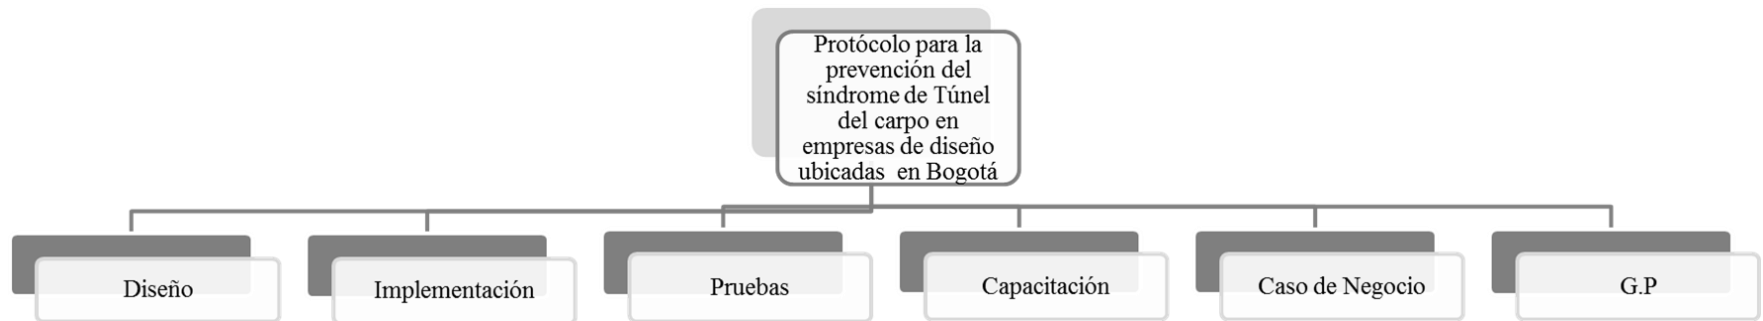 Protócolo para la
prevención del
síndrome de Túnel
del carpo en
empresas de diseño
ubicadas  en Bogotá
Diseño
Implementación
Pruebas
Capacitación
Caso de Negocio
G.P